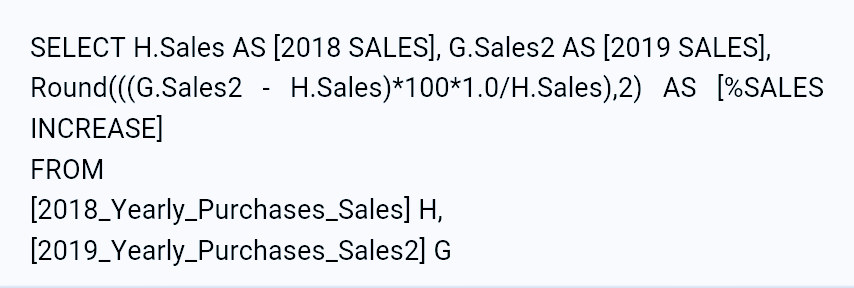 SELECT H.Sales AS [2018 SALES], G.Sales2 AS [2019 SALES],
Round(((G.Sales2 - H.Sales)*100*1.0/H.Sales),2) AS [%SALES
INCREASE]
FROM
[2018_Yearly_Purchases_Sales] H,
[2019_Yearly_Purchases_Sales2] G